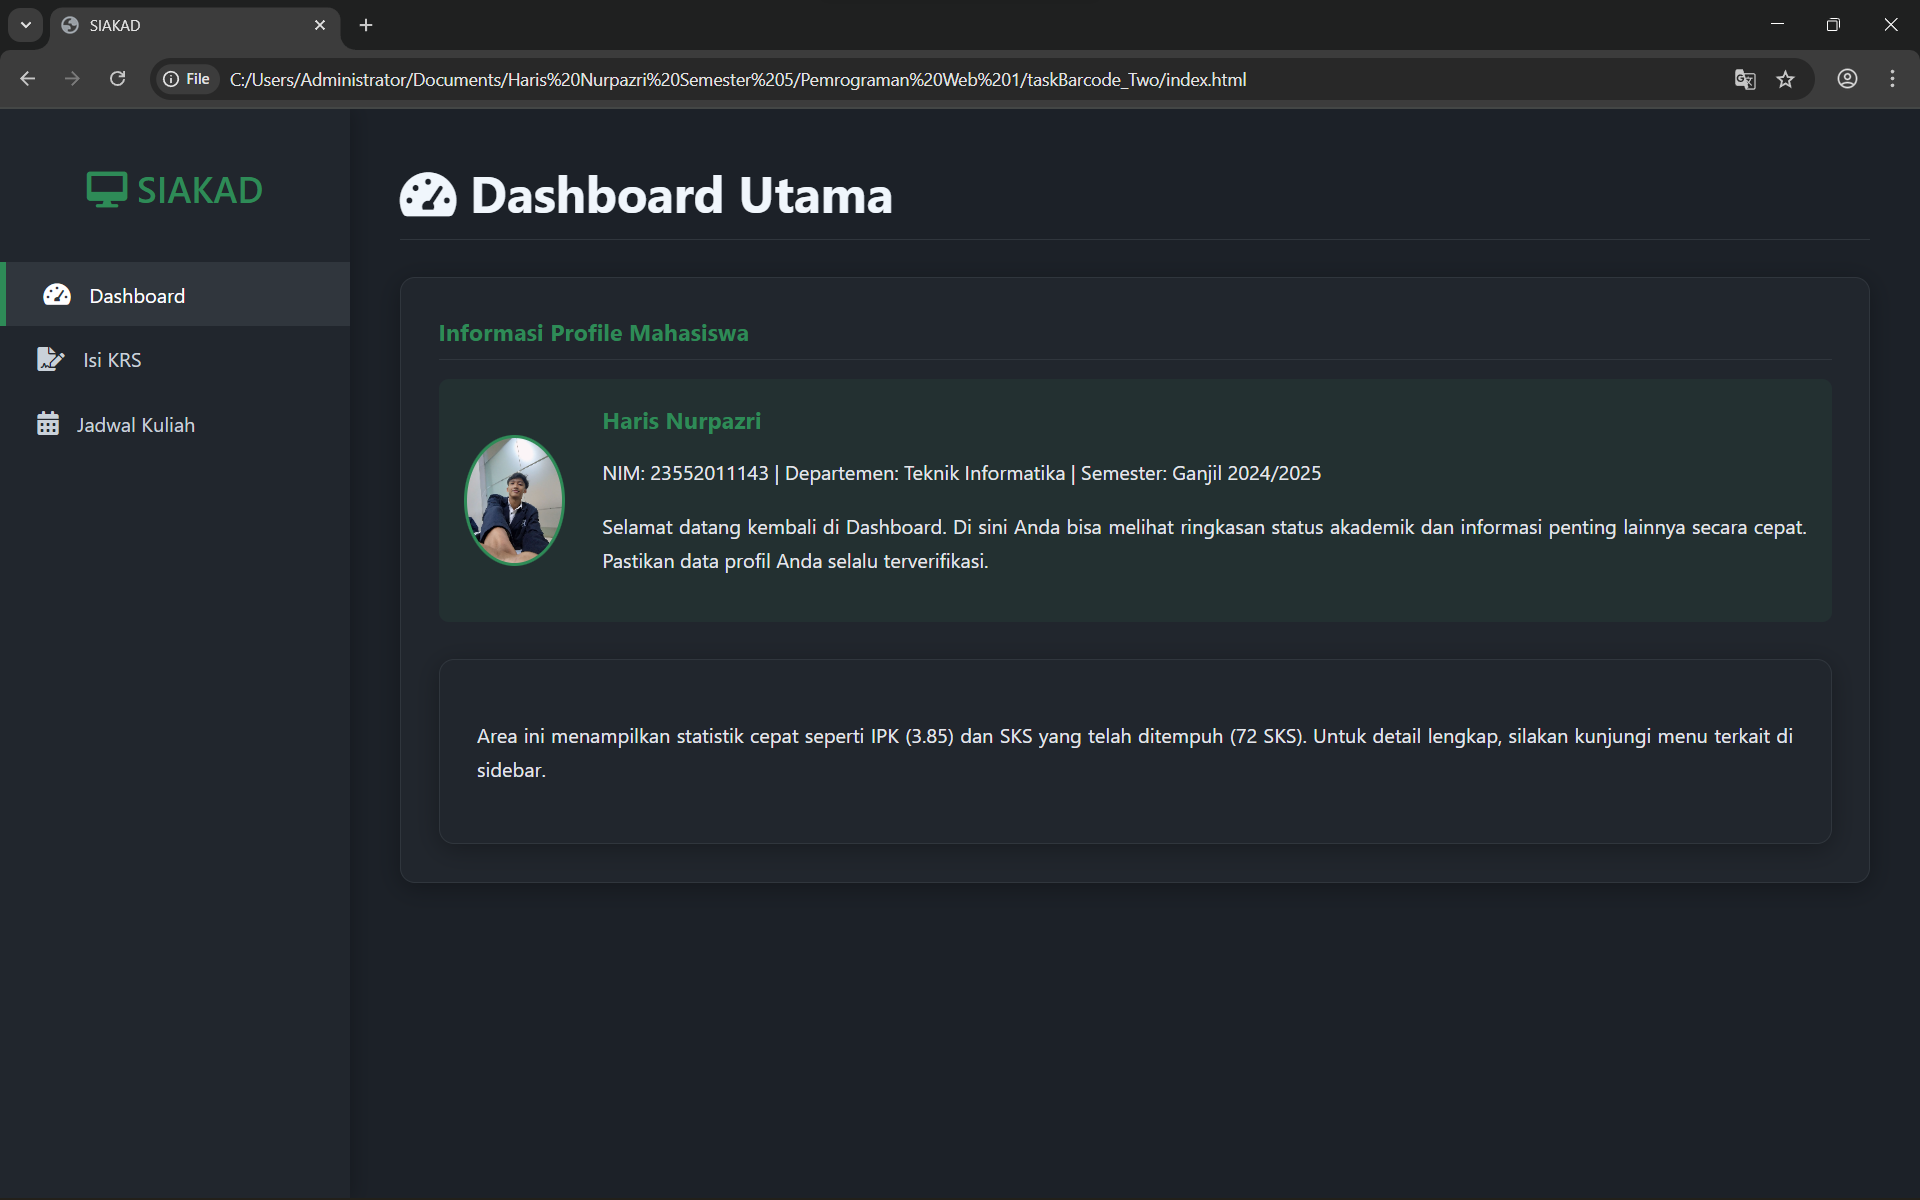 SIAKAD
File
C:/Users/Administrator/Documents/Haris%20Nurpazri%20Semester%205/Pemrograman%20Web%201/taskBarcode_Two/index.html
SIAKAD
Dashboard
Isi KRS
Jadwal Kuliah
Dashboard Utama
Informasi Profile Mahasiswa
Haris Nurpazri
NIM: 23552011143 | Departemen: Teknik Informatika | Semester: Ganjil 2024/2025
Selamat datang kembali di Dashboard. Di sini Anda bisa melihat ringkasan status akademik dan informasi penting lainnya secara cepat.
Pastikan data profil Anda selalu terverifikasi.
Area ini menampilkan statistik cepat seperti IPK (3.85) dan SKS yang telah ditempuh (72 SKS). Untuk detail lengkap, silakan kunjungi menu terkait di
sidebar.